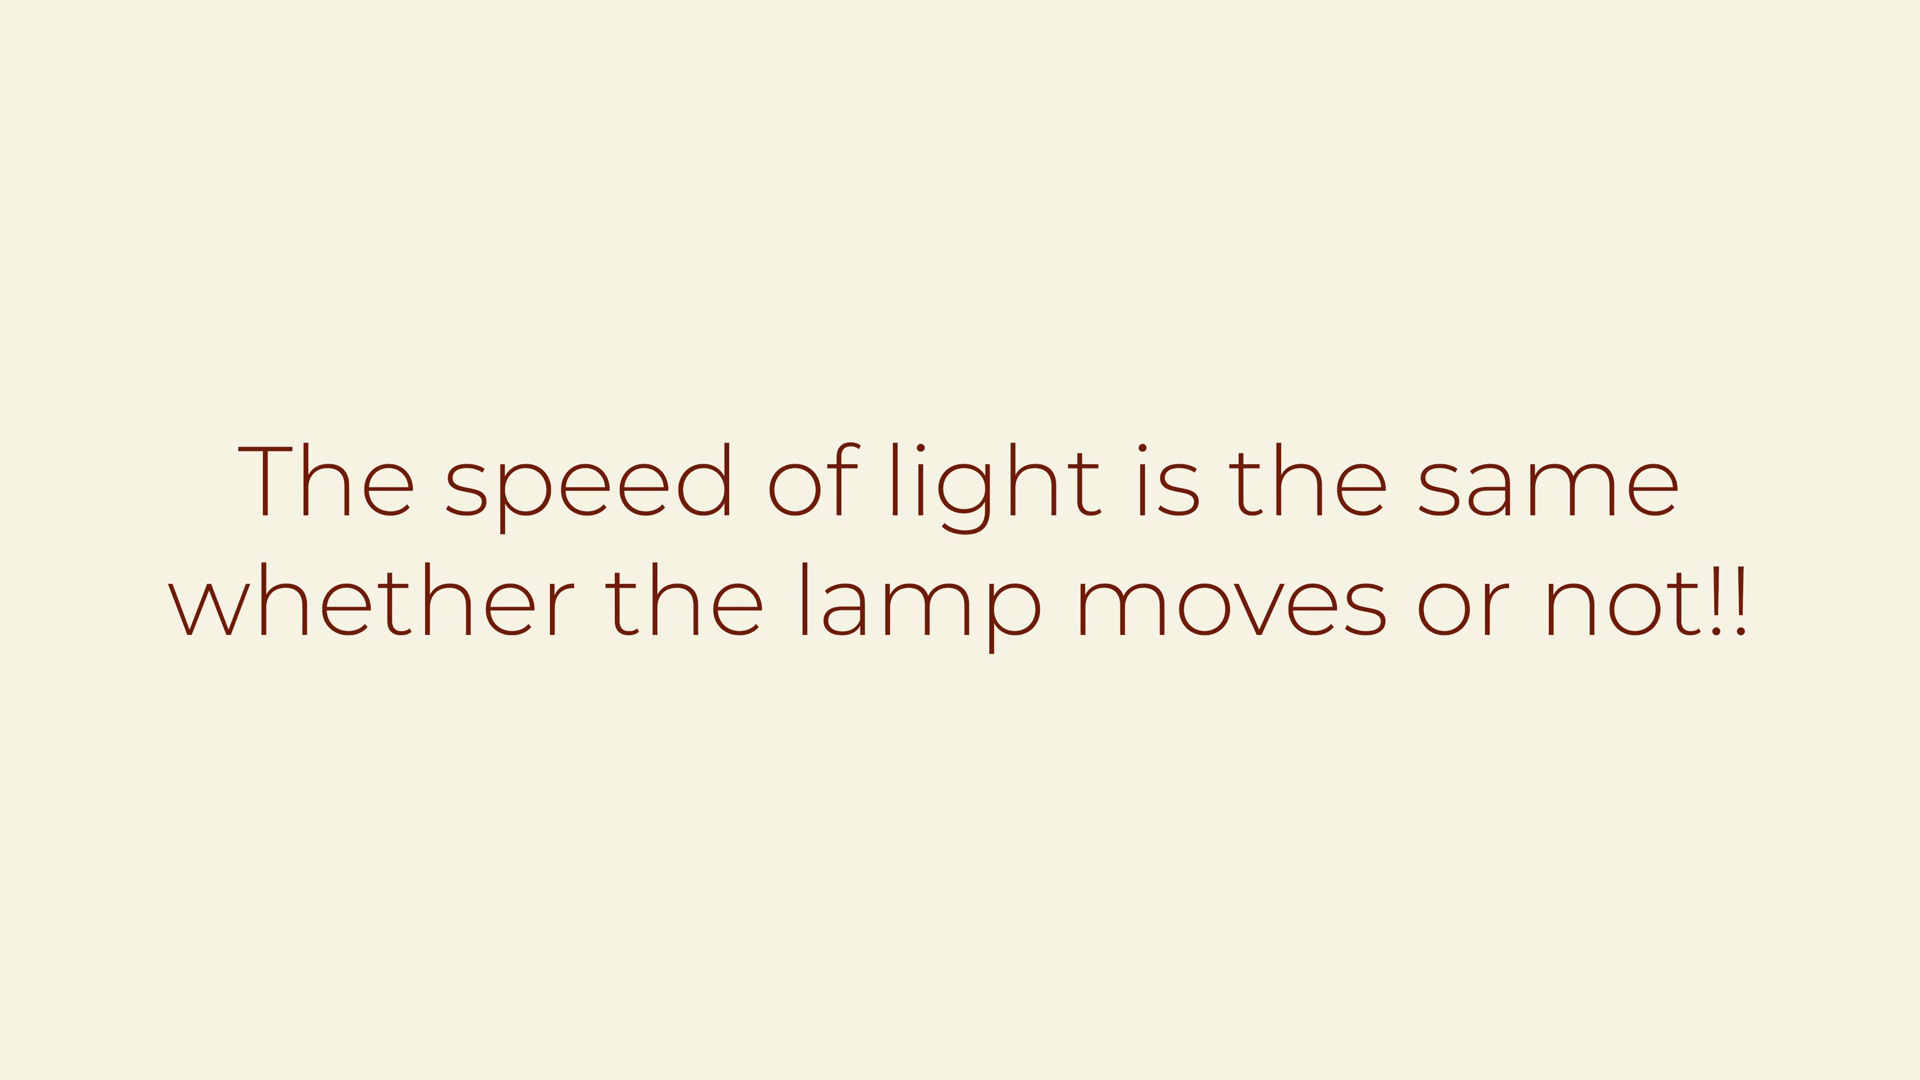 The speed of light is the same
whether the lamp moves or not!!